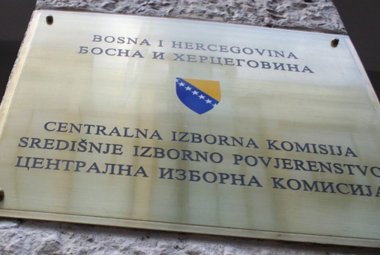 BOSNA I HERCEGOVINA
БОСНА И ХЕРЦЕГОВИНА
CENTRALNA IZBORNA KOMISIJA
SREDIŠNJE IZBORNO POVJERENSTVO
ЦЕНТРАЛНА ИЗБОРНА КОМИСИЈА